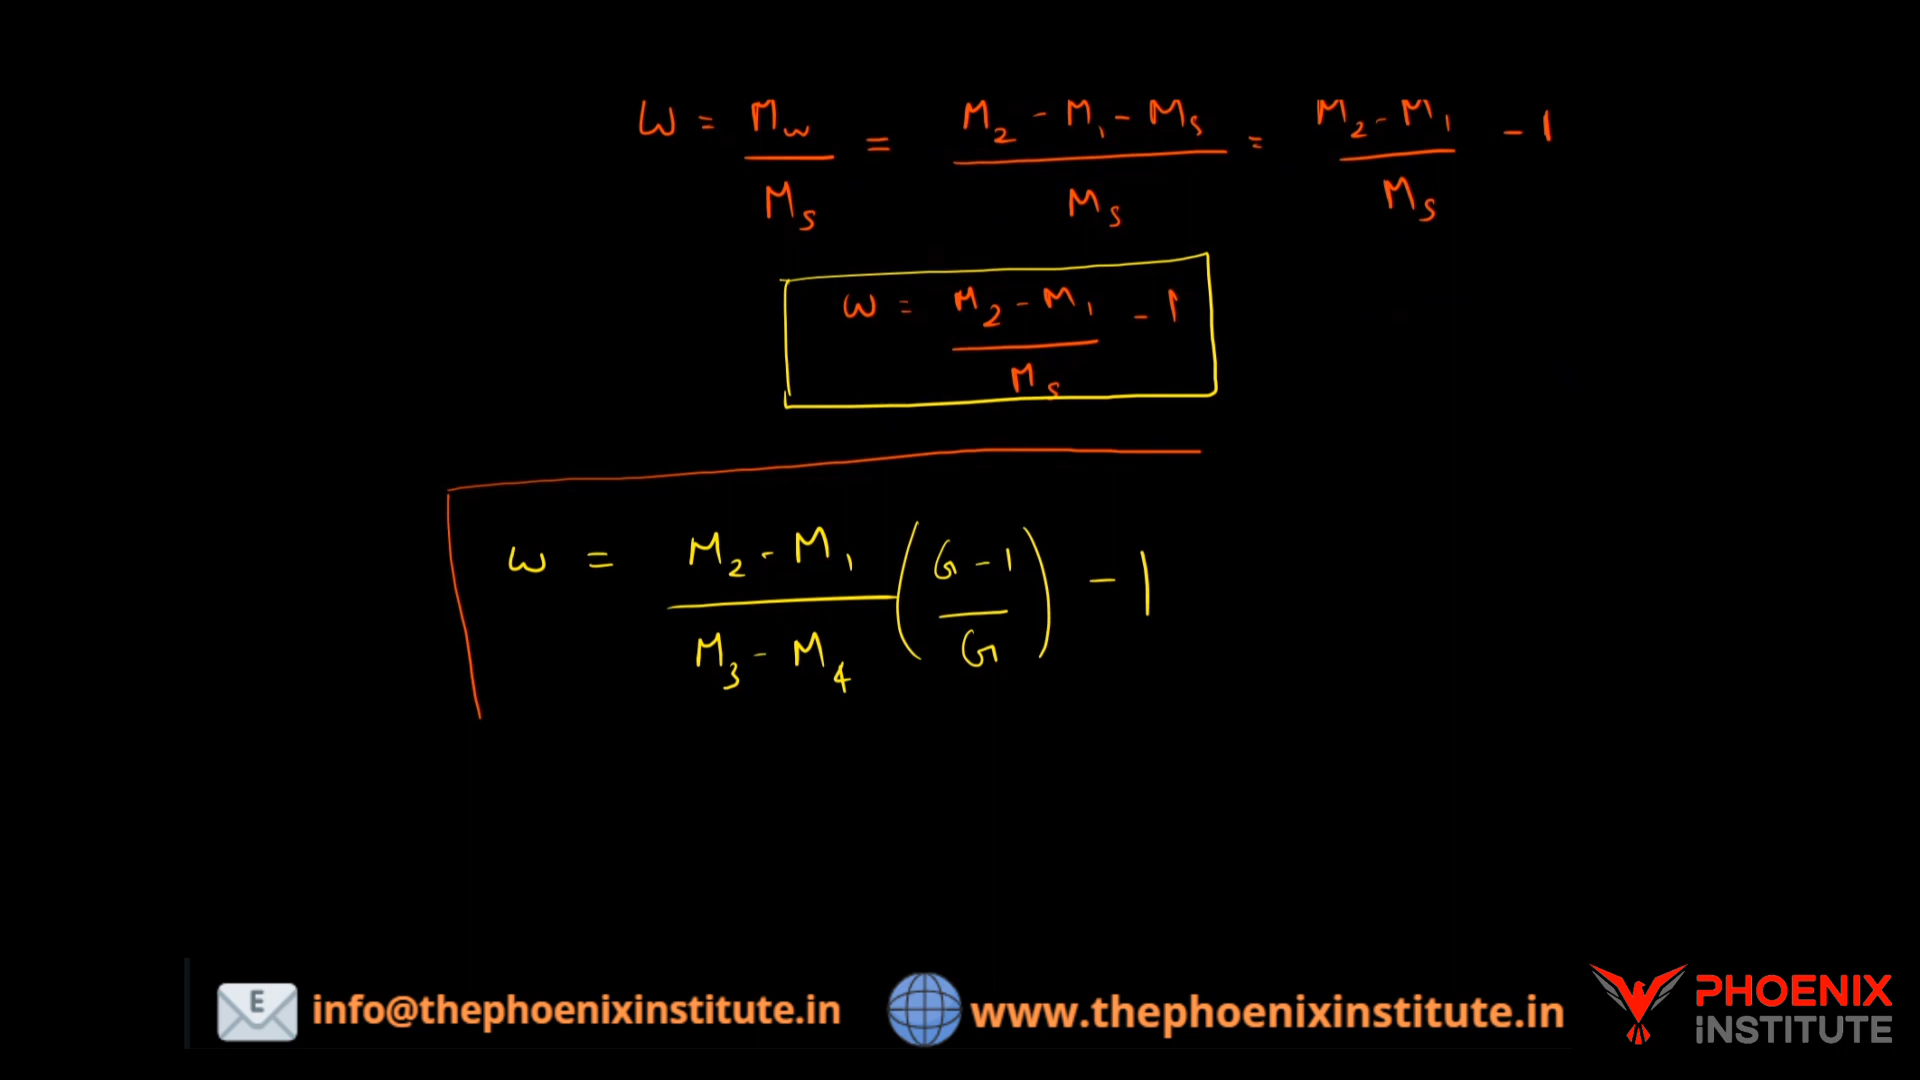 W = M_w / M_s = (M_2 - M_1 - M_s) / M_s = (M_2 - M_1) / M_s - 1
w = (M_2 - M_1) / M_s - 1
w = (M_2 - M_1) / (M_3 - M_4) ((G - 1) / G) - 1
E info@thephoenixinstitute.in www.thephoenixinstitute.in
PHOENIX
iNSTITUTE